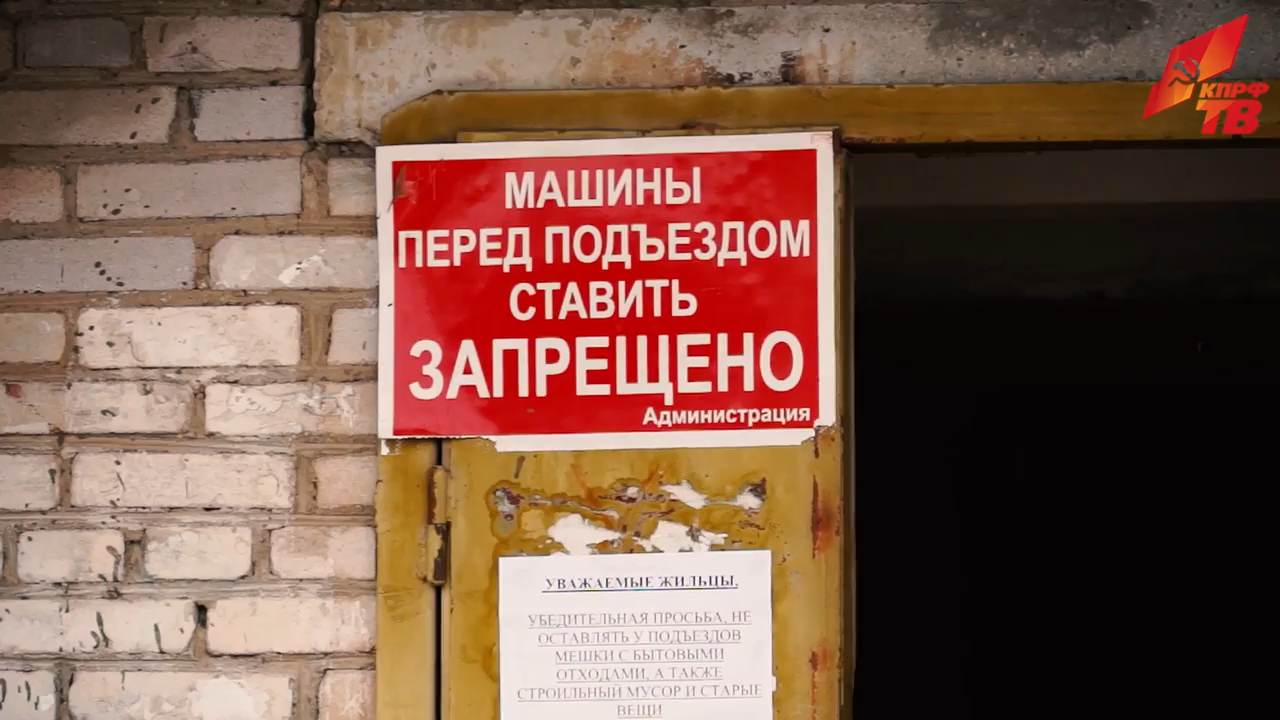 КПРФ
ТВ
МАШИНЫ
ПЕРЕД ПОДЪЕЗДОМ
СТАВИТЬ
ЗАПРЕЩЕНО
Администрация
УВАЖАЕМЫЕ ЖИЛЬЦЫ,
УБЕДИТЕЛЬНАЯ ПРОСЬБА, НЕ
ОСТАВЛЯТЬ У ПОДЪЕЗДОВ
МЕШКИ С БЫТОВЫМИ
ОТХОДАМИ, А ТАКЖЕ
СТРОИЛЬНЫЙ МУСОР И СТАРЫЕ
ВЕЩИ